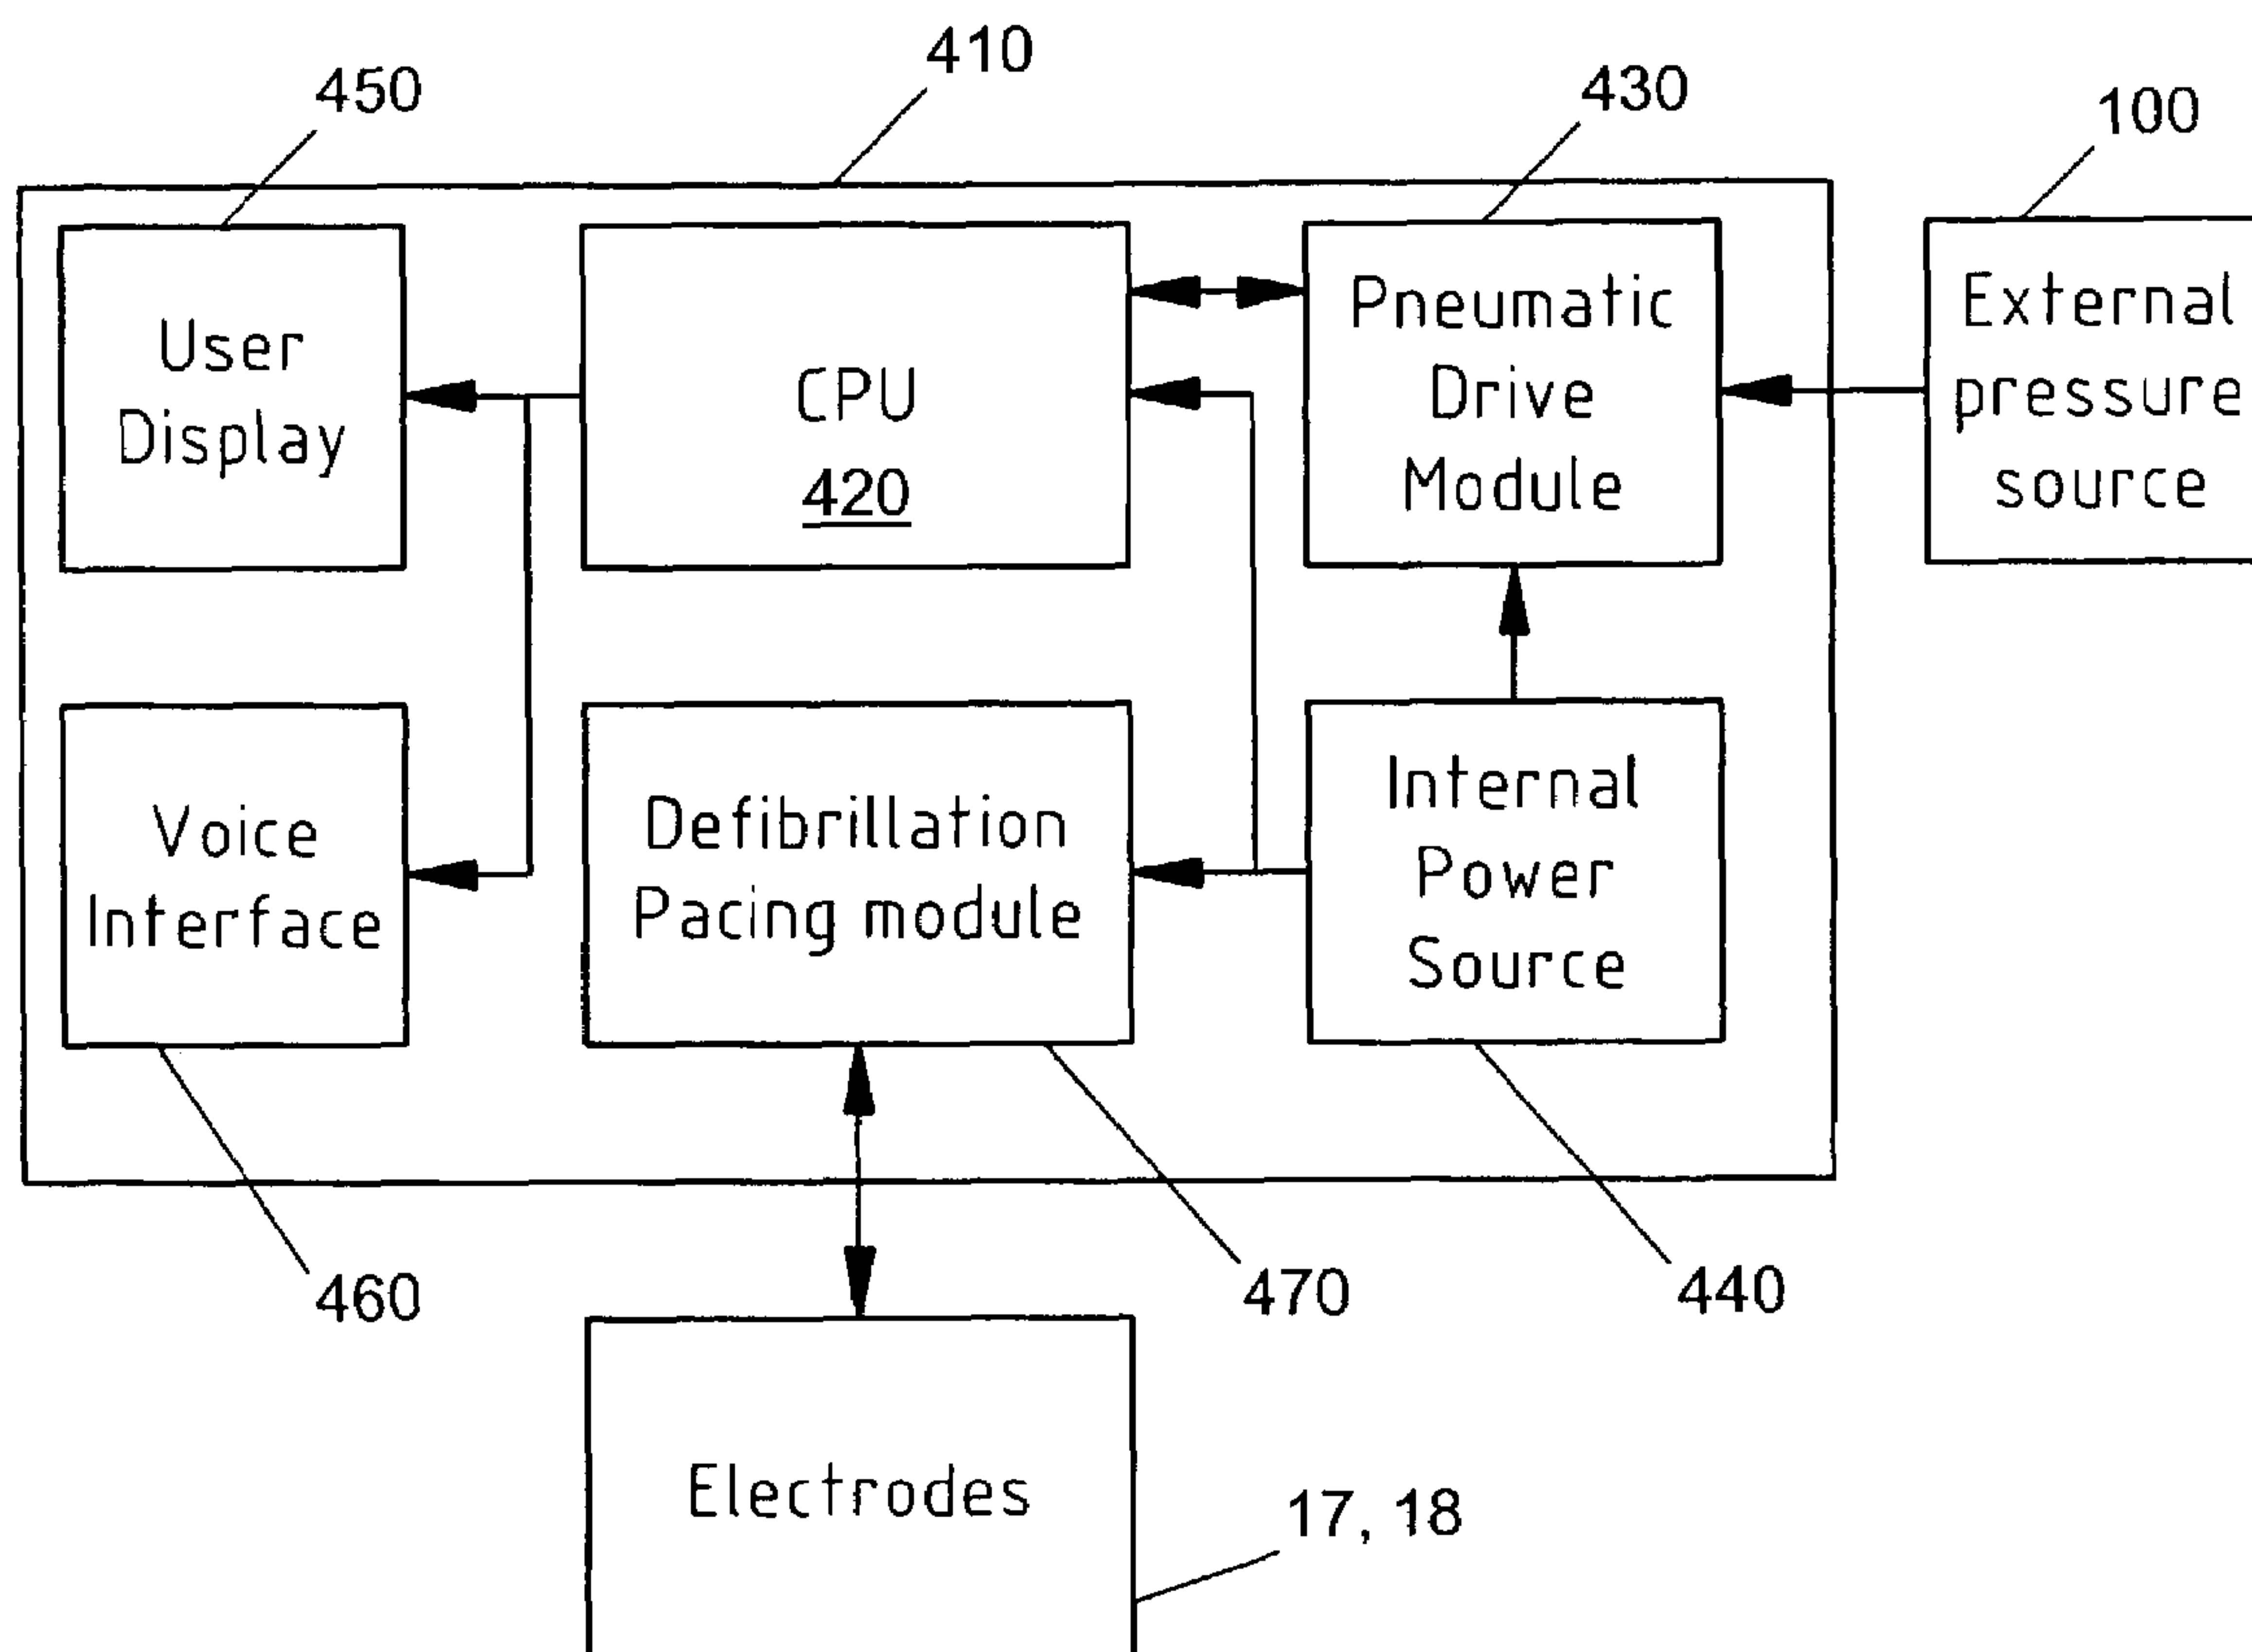 410
450
430
100
User
Display
CPU
420
Pneumatic
Drive
Module
External
pressure
source
Voice
Interface
Defibrillation
Pacing module
Internal
Power
Source
460
470
440
Electrodes
17, 18